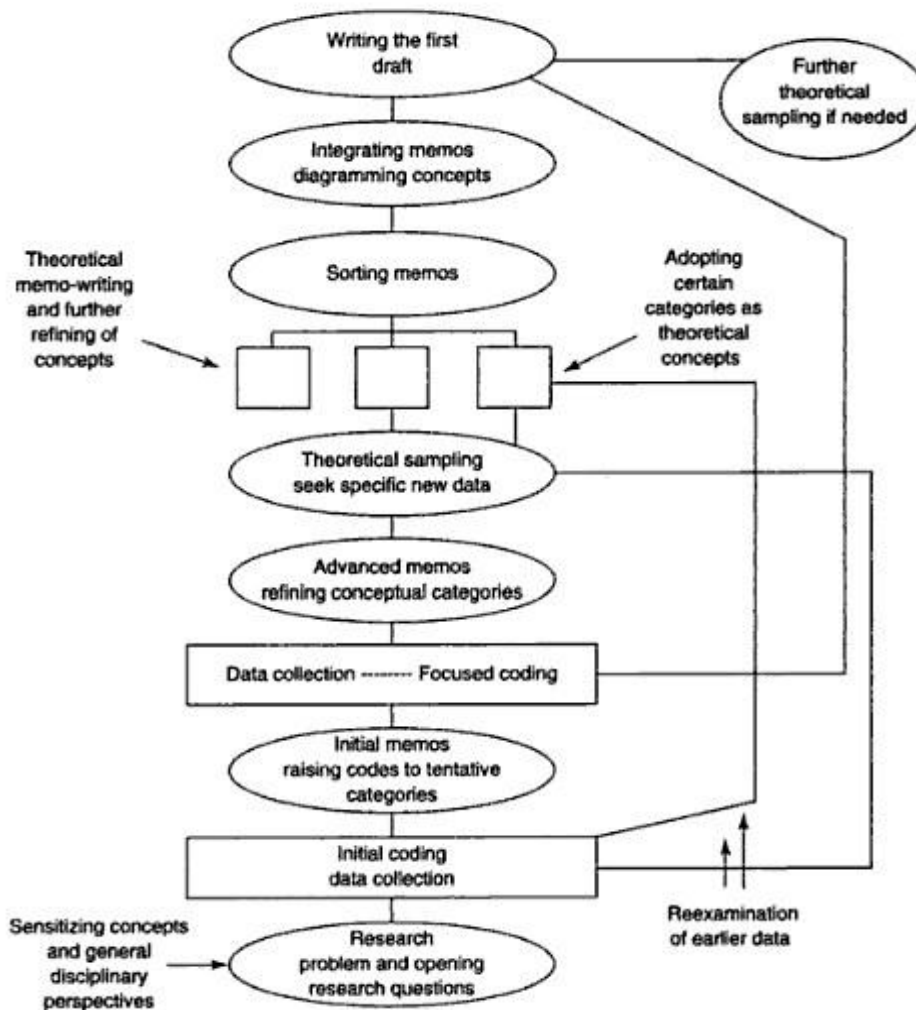 Writing the first
draft
Further
theoretical
sampling if needed
Integrating memos
diagramming concepts
Theoretical
memo-writing
and further
refining of
concepts
Sorting memos
Adopting
certain
categories as
theoretical
concepts
Theoretical sampling
seek specific new data
Advanced memos
refining conceptual categories
Data collection -------- Focused coding
Initial memos
raising codes to tentative
categories
Initial coding
data collection
Reexamination
of earlier data
Sensitizing concepts
and general
disciplinary
perspectives
Research
problem and opening
research questions